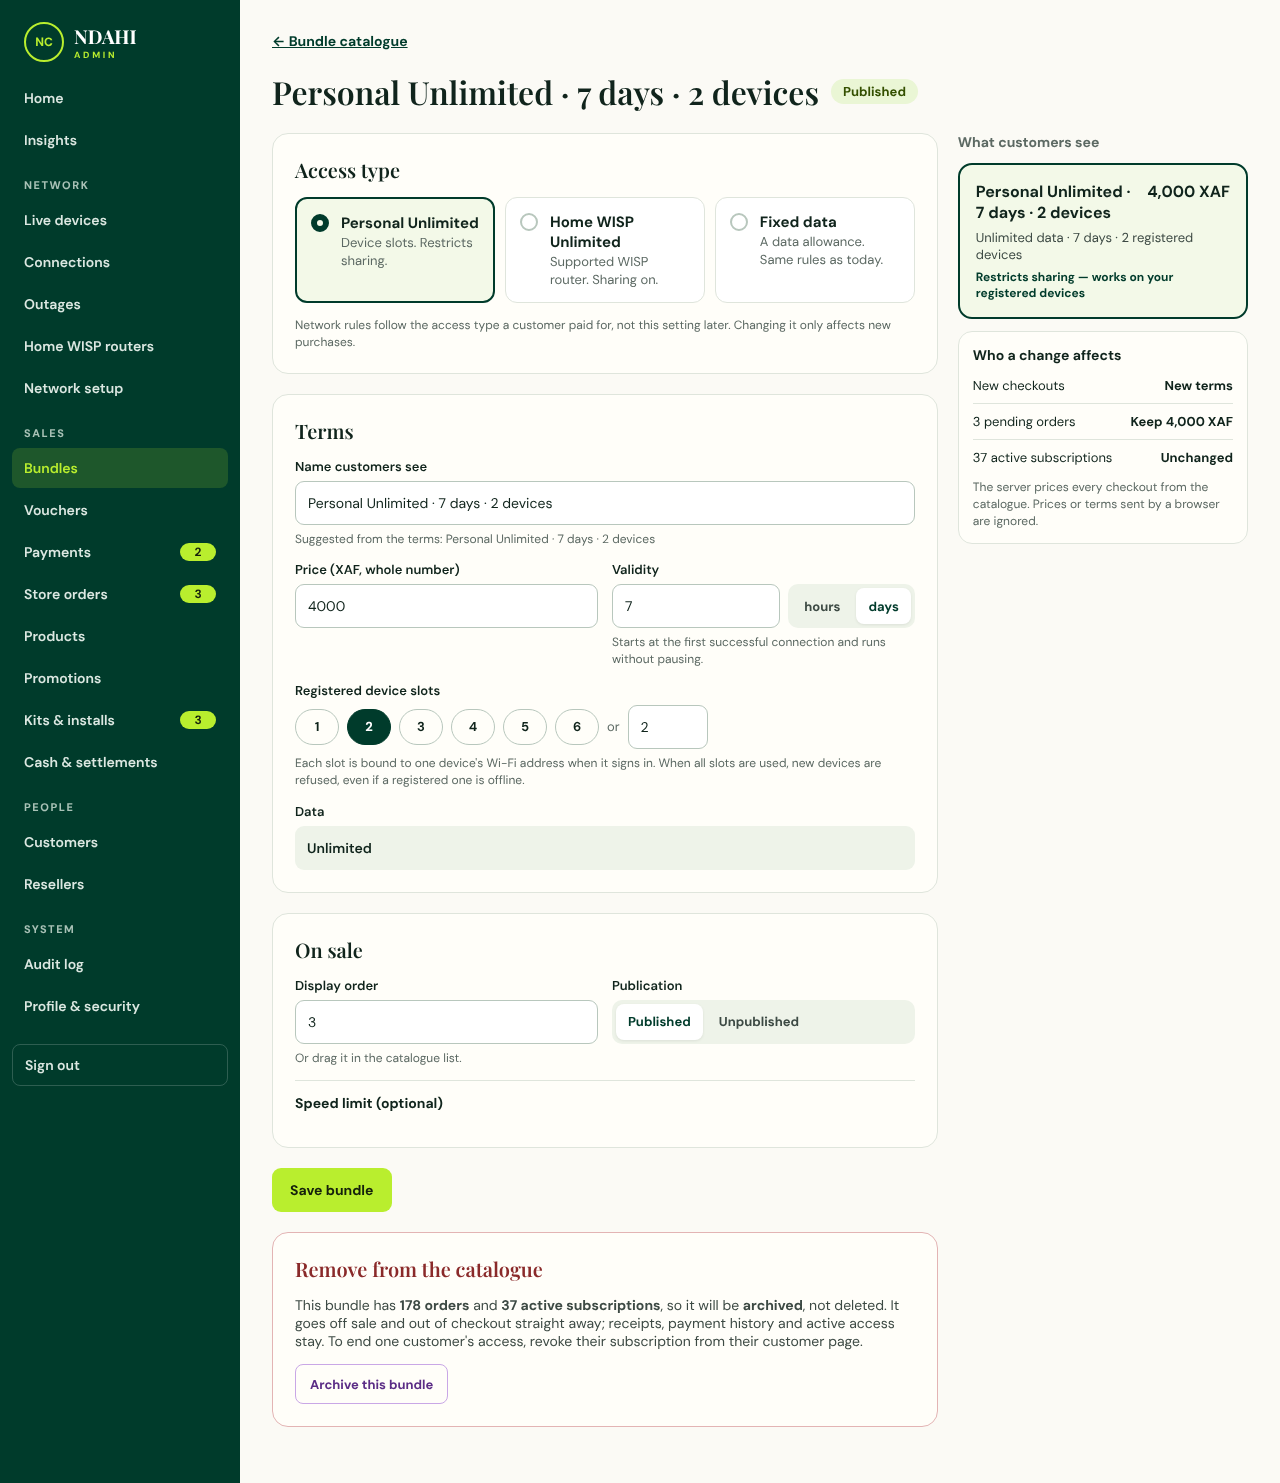 NC
NDAHI
ADMIN
Home
Insights
NETWORK
Live devices
Connections
Outages
Home WISP routers
Network setup
SALES
Bundles
Vouchers
Payments 2
Store orders 3
Products
Promotions
Kits & installs 3
Cash & settlements
PEOPLE
Customers
Resellers
SYSTEM
Audit log
Profile & security
Sign out
← Bundle catalogue
Personal Unlimited · 7 days · 2 devices Published
Access type
Personal Unlimited
Device slots. Restricts
sharing.
Home WISP
Unlimited
Supported WISP
router. Sharing on.
Fixed data
A data allowance.
Same rules as today.
Network rules follow the access type a customer paid for, not this setting later. Changing it only affects new
purchases.
Terms
Name customers see
Personal Unlimited · 7 days · 2 devices
Suggested from the terms: Personal Unlimited · 7 days · 2 devices
Price (XAF, whole number)
4000
Validity
7 hours days
Starts at the first successful connection and runs
without pausing.
Registered device slots
1 2 3 4 5 6 or 2
Each slot is bound to one device's Wi-Fi address when it signs in. When all slots are used, new devices are
refused, even if a registered one is offline.
Data
Unlimited
On sale
Display order
3
Or drag it in the catalogue list.
Publication
Published Unpublished
Speed limit (optional)
Save bundle
Remove from the catalogue
This bundle has 178 orders and 37 active subscriptions, so it will be archived, not deleted. It
goes off sale and out of checkout straight away; receipts, payment history and active access
stay. To end one customer's access, revoke their subscription from their customer page.
Archive this bundle
What customers see
Personal Unlimited · 4,000 XAF
7 days · 2 devices
Unlimited data · 7 days · 2 registered
devices
Restricts sharing — works on your
registered devices
Who a change affects
New checkouts New terms
3 pending orders Keep 4,000 XAF
37 active subscriptions Unchanged
The server prices every checkout from the
catalogue. Prices or terms sent by a browser
are ignored.